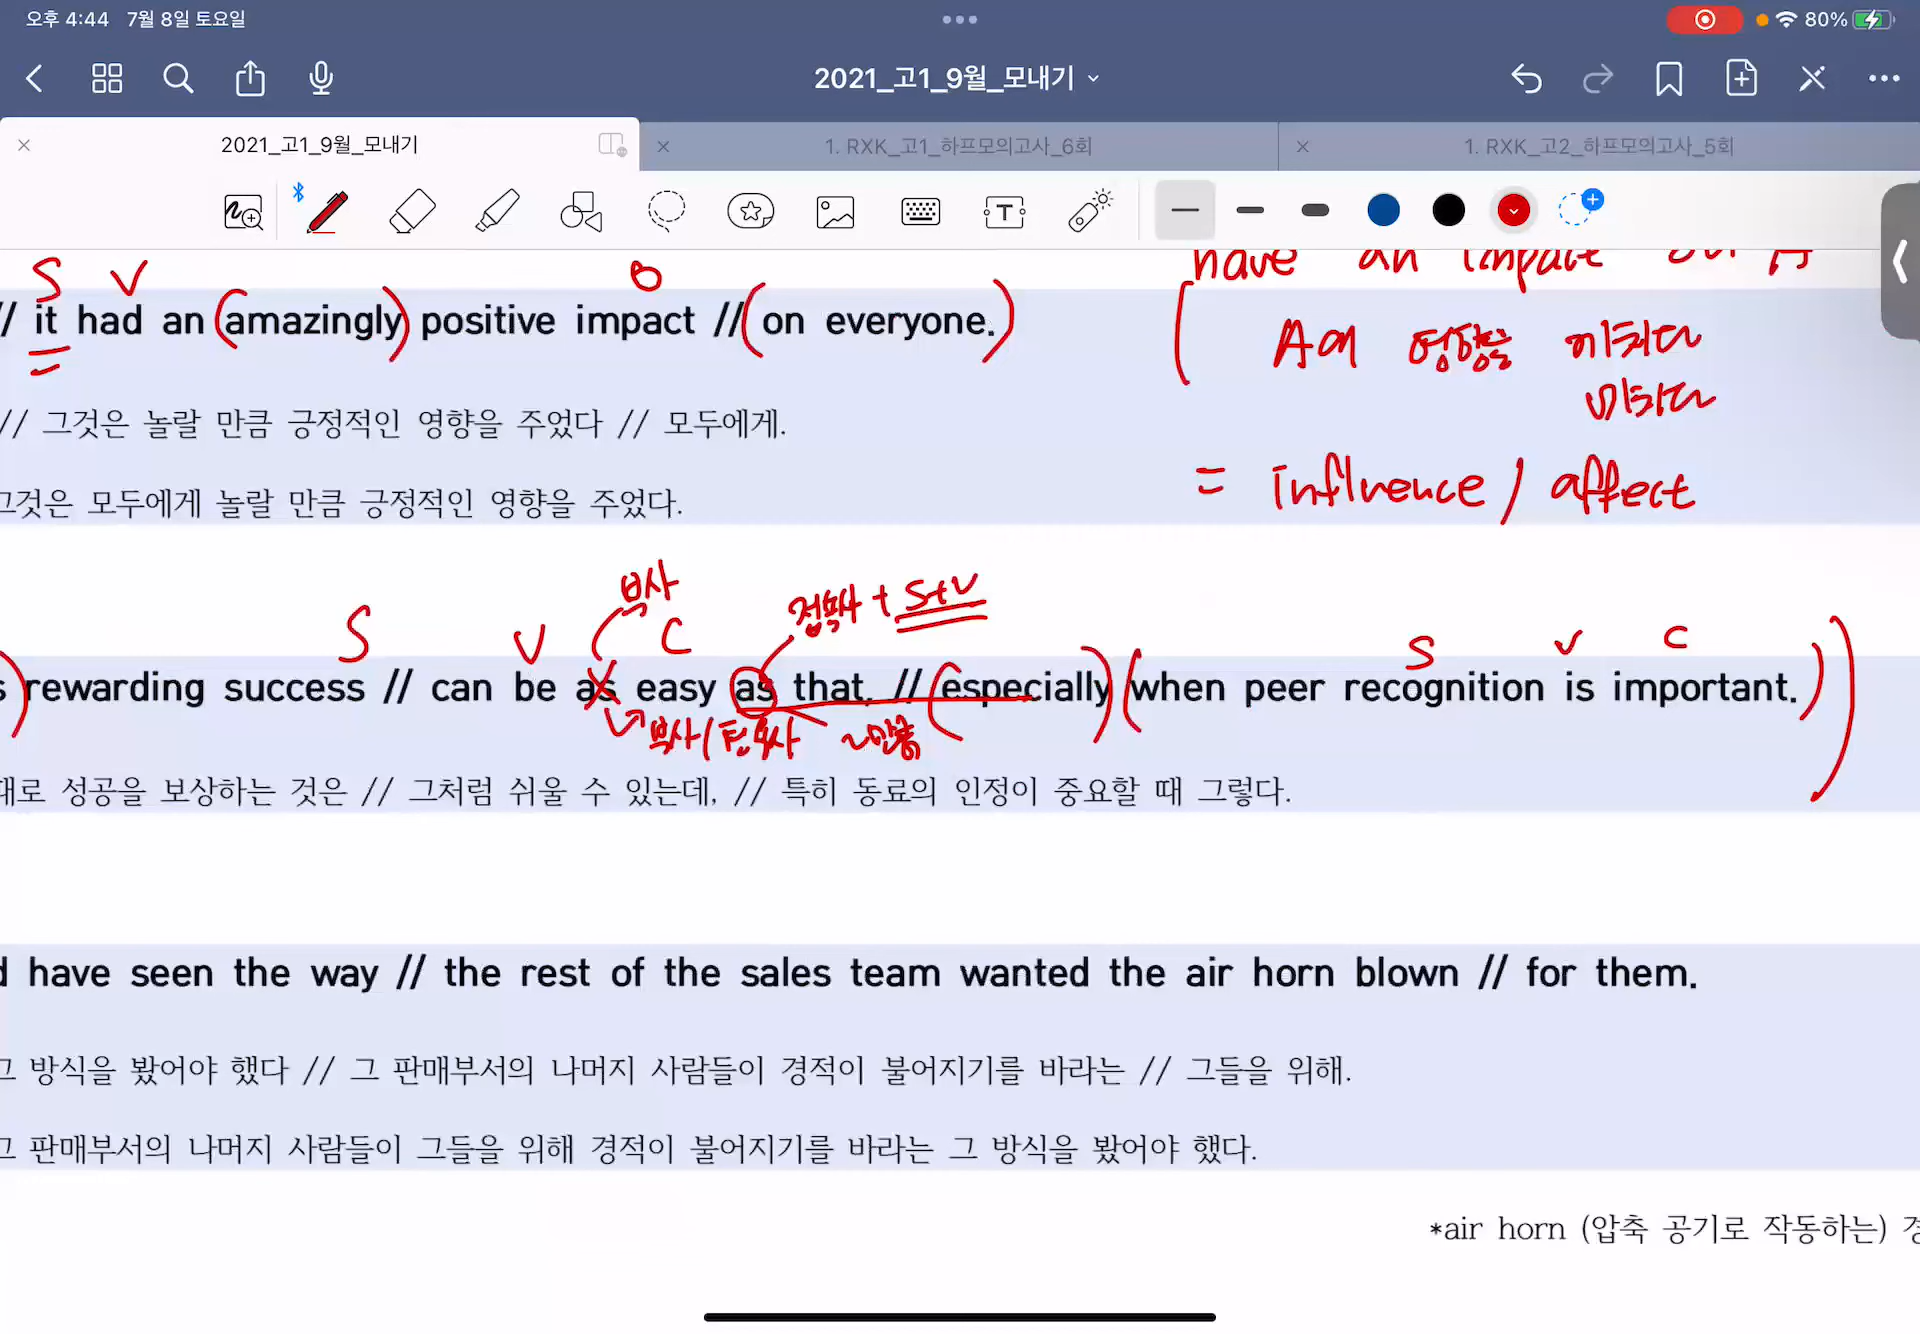 오후 4:44 7월 8일 토요일 80%
2021_고1_9월_모내기
2021_고1_9월_모내기 1. RXK_고1_하프모의고사_6회 1. RXK_고2_하프모의고사_5회
have an impact on A
S V O
// it had an (amazingly) positive impact // (on everyone.)
A에 영향을 끼치다
미치다
// 그것은 놀랄 만큼 긍정적인 영향을 주었다 // 모두에게.
= influence / affect
그것은 모두에게 놀랄 만큼 긍정적인 영향을 주었다.
부사 접속사 + S+V
S V C S V C
s) rewarding success // can be as easy as that, // (especially) (when peer recognition is important.)
부사/형용사 ~만큼
대로 성공을 보상하는 것은 // 그처럼 쉬울 수 있는데, // 특히 동료의 인정이 중요할 때 그렇다.
d have seen the way // the rest of the sales team wanted the air horn blown // for them.
그 방식을 봤어야 했다 // 그 판매부서의 나머지 사람들이 경적이 불어지기를 바라는 // 그들을 위해.
그 판매부서의 나머지 사람들이 그들을 위해 경적이 불어지기를 바라는 그 방식을 봤어야 했다.
*air horn (압축 공기로 작동하는) 경